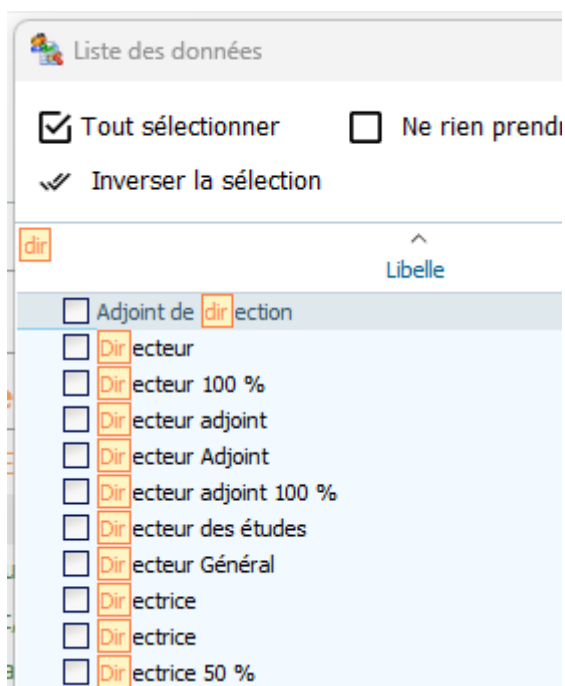 Liste des données
Tout sélectionner Ne rien prendr
Inverser la sélection
dir
Libelle
Adjoint de direction
Directeur
Directeur 100 %
Directeur adjoint
Directeur Adjoint
Directeur adjoint 100 %
Directeur des études
Directeur Général
Directrice
Directrice
Directrice 50 %